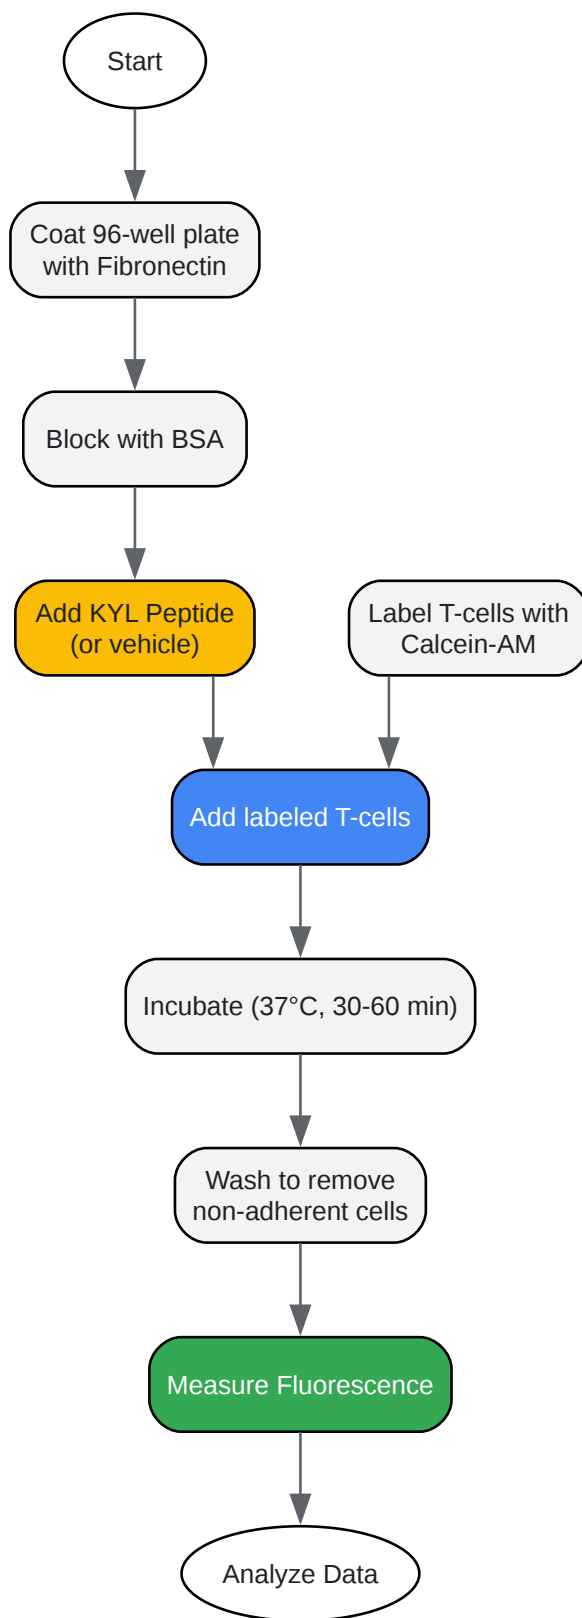 Start
Coat 96-well plate
with Fibronectin
Block with BSA
Add KYL Peptide
(or vehicle)
Label T-cells with
Calcein-AM
Add labeled T-cells
Incubate (37°C, 30-60 min)
Wash to remove
non-adherent cells
Measure Fluorescence
Analyze Data